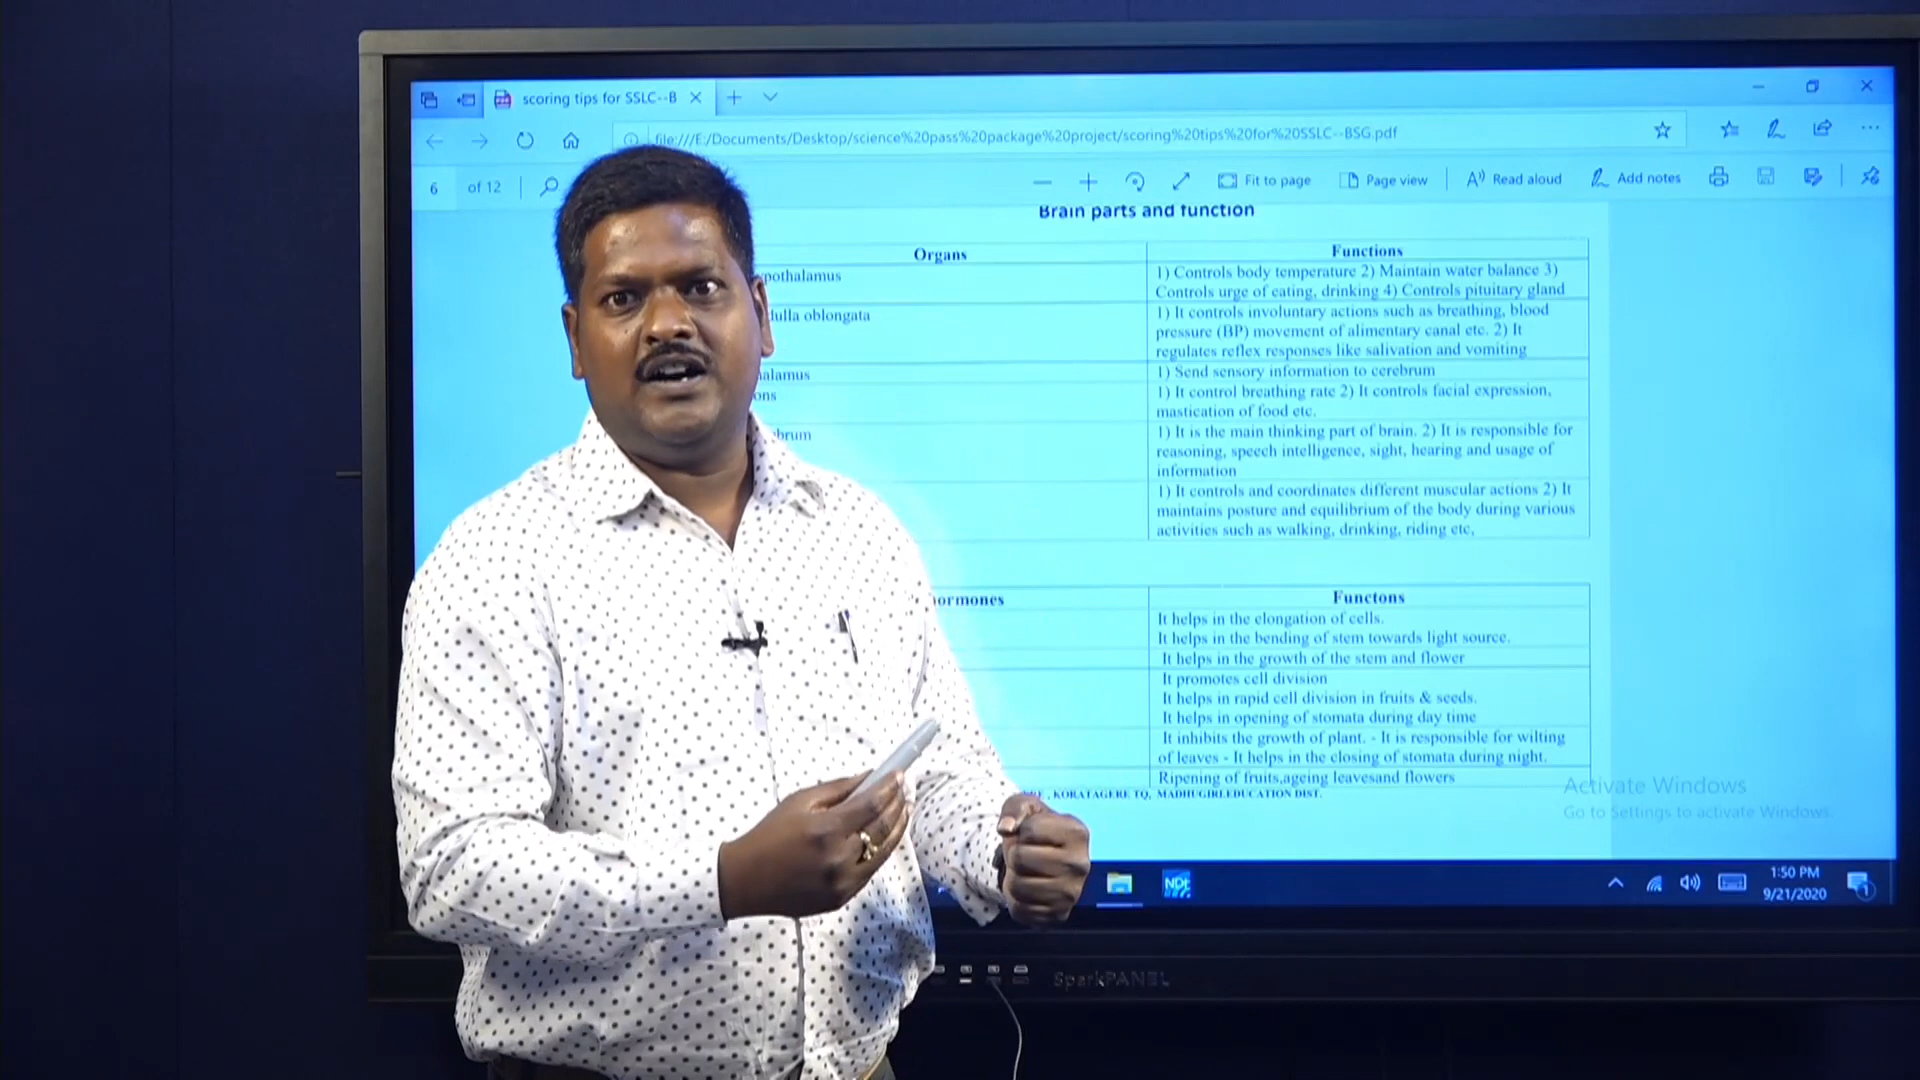 scoring tips for SSLC--B
file:///E:/Documents/Desktop/science%20pass%20package%20project/scoring%20tips%20for%20SSLC--BSG.pdf
6 of 12
Fit to page Page view Read aloud Add notes
Brain parts and function
Organs Functions
pothalamus 1) Controls body temperature 2) Maintain water balance 3)
Controls urge of eating, drinking 4) Controls pituitary gland
dulla oblongata 1) It controls involuntary actions such as breathing, blood
pressure (BP) movement of alimentary canal etc. 2) It
regulates reflex responses like salivation and vomiting
alamus 1) Send sensory information to cerebrum
ons 1) It control breathing rate 2) It controls facial expression,
mastication of food etc.
ebrum 1) It is the main thinking part of brain. 2) It is responsible for
reasoning, speech intelligence, sight, hearing and usage of
information
1) It controls and coordinates different muscular actions 2) It
maintains posture and equilibrium of the body during various
activities such as walking, drinking, riding etc,
ormones Functons
It helps in the elongation of cells.
It helps in the bending of stem towards light source.
It helps in the growth of the stem and flower
It promotes cell division
It helps in rapid cell division in fruits & seeds.
It helps in opening of stomata during day time
It inhibits the growth of plant. - It is responsible for wilting
of leaves - It helps in the closing of stomata during night.
Ripening of fruits,ageing leavesand flowers
, KORATAGERE TQ, MADHUGIRI.EDUCATION DIST.
Activate Windows
Go to Settings to activate Windows.
1:50 PM
9/21/2020
SparkPANEL